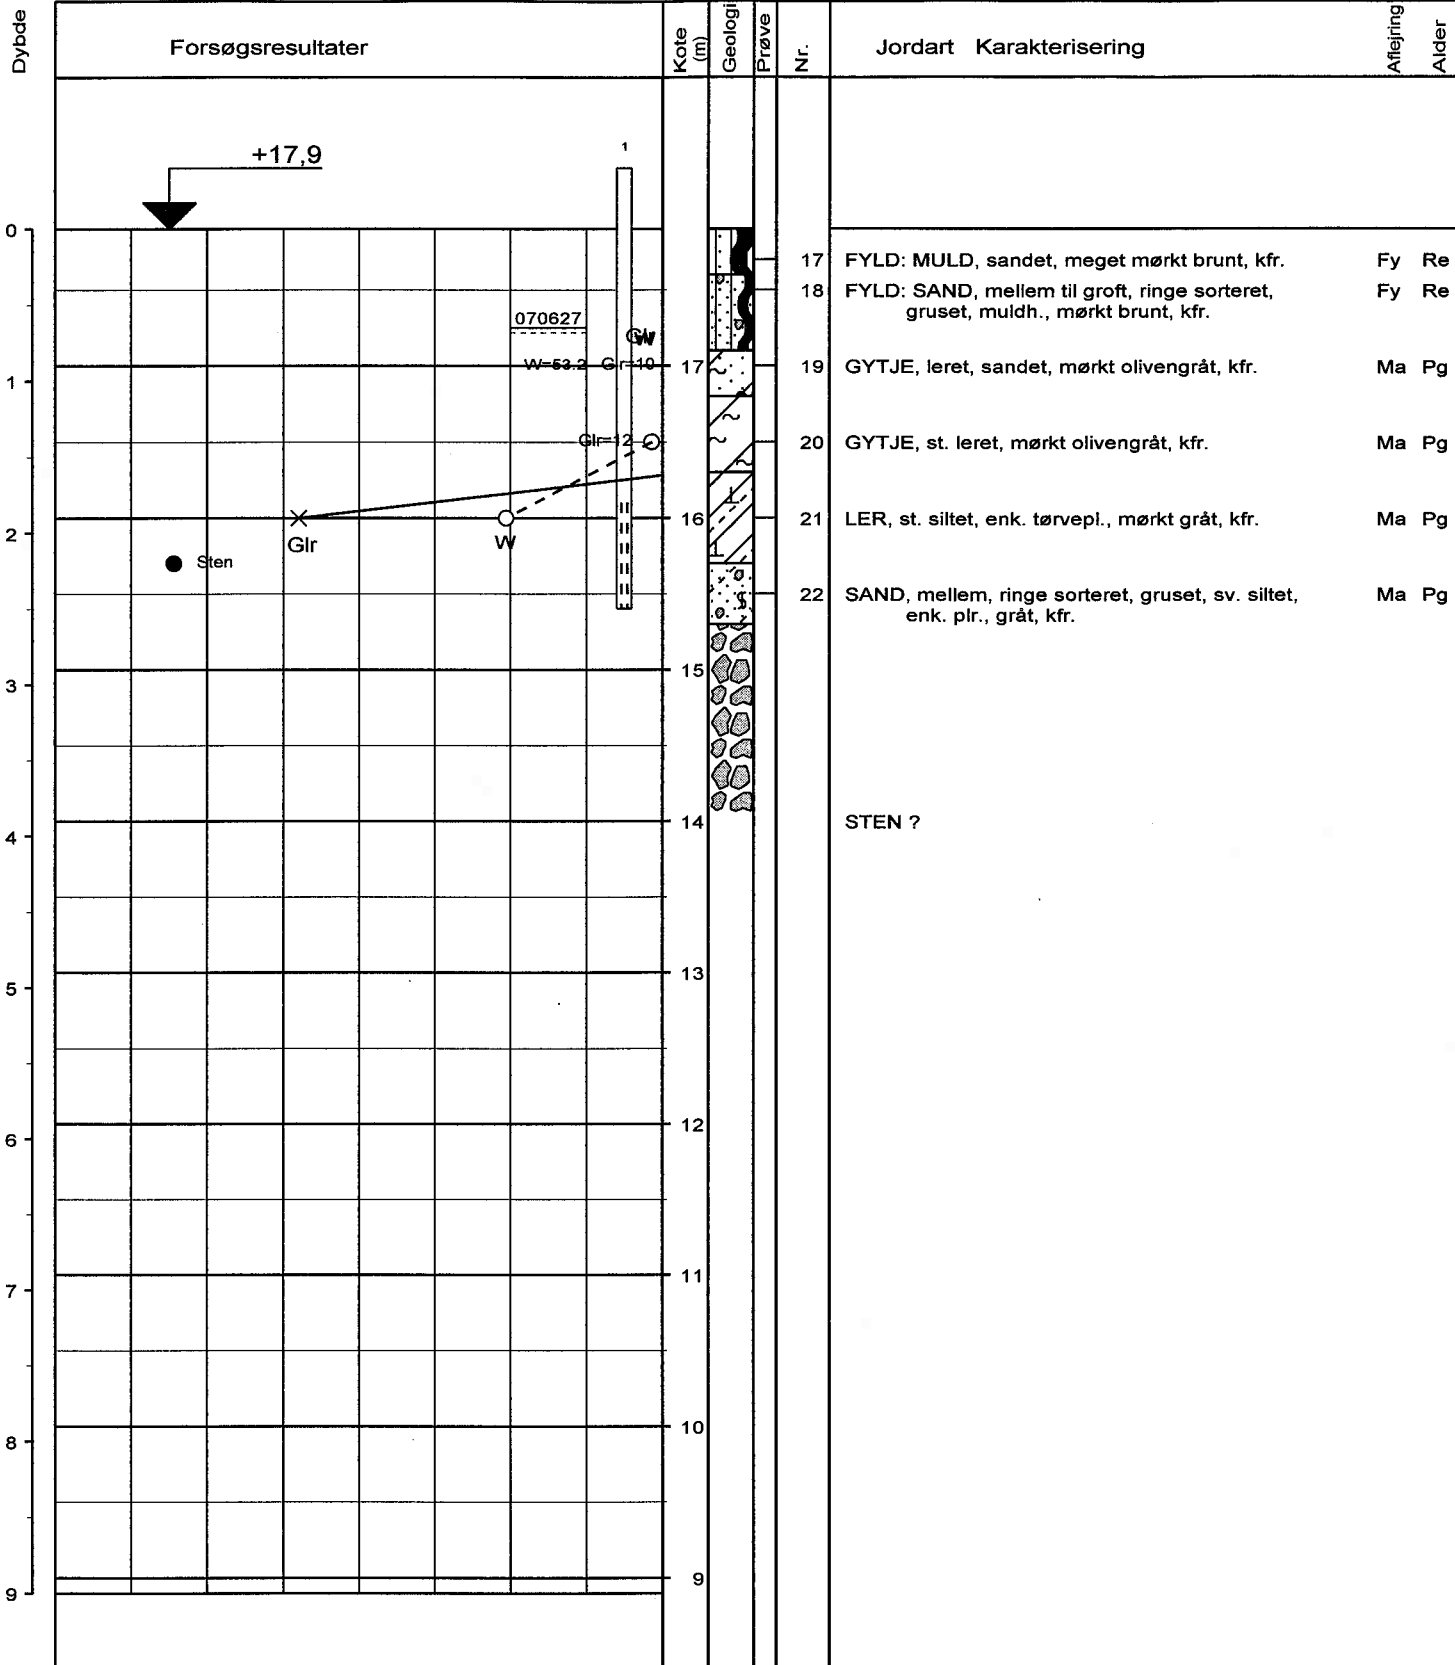 Dybde
Forsøgsresultater
Kote (m)
Geologi
Prøve
Nr.
Jordart Karakterisering
Aflejring
Alder
+17,9
1
0
17 FYLD: MULD, sandet, meget mørkt brunt, kfr. Fy Re
18 FYLD: SAND, mellem til groft, ringe sorteret, Fy Re
gruset, muldh., mørkt brunt, kfr.
070627
Glr W
W=53.2 Glr=10
17
19 GYTJE, leret, sandet, mørkt olivengråt, kfr. Ma Pg
1
Glr=12
20 GYTJE, st. leret, mørkt olivengråt, kfr. Ma Pg
16
21 LER, st. siltet, enk. tørvepl., mørkt gråt, kfr. Ma Pg
2
Glr
W
Sten
22 SAND, mellem, ringe sorteret, gruset, sv. siltet, Ma Pg
enk. plr., gråt, kfr.
15
3
14
STEN ?
4
13
5
12
6
11
7
10
8
9
9